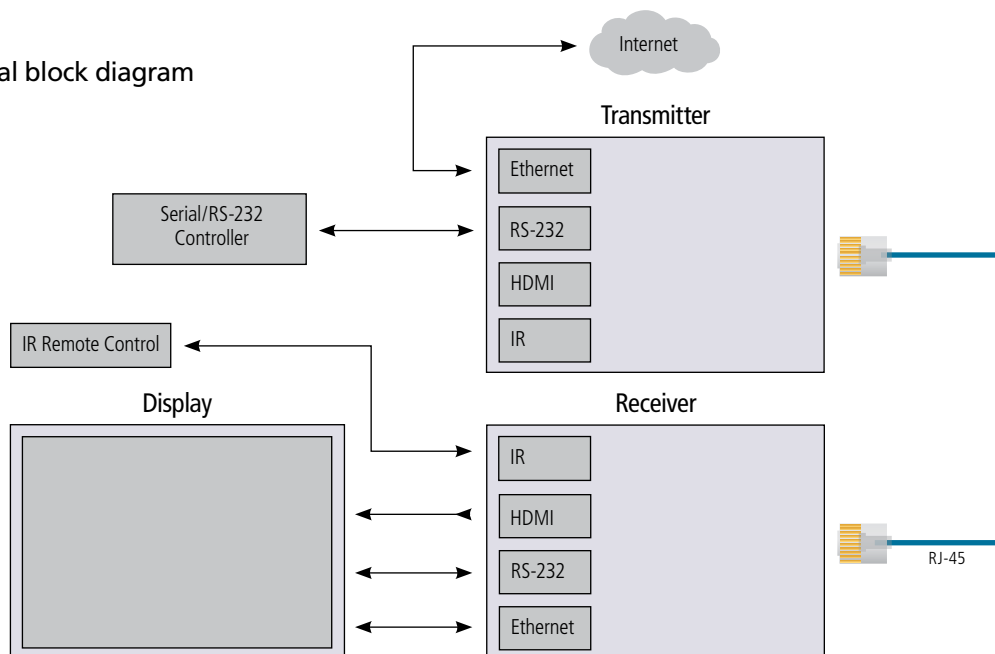 Internet
al block diagram
Transmitter
Ethernet
Serial/RS-232
Controller
RS-232
HDMI
IR
IR Remote Control
Display
Receiver
IR
HDMI
RS-232
RJ-45
Ethernet